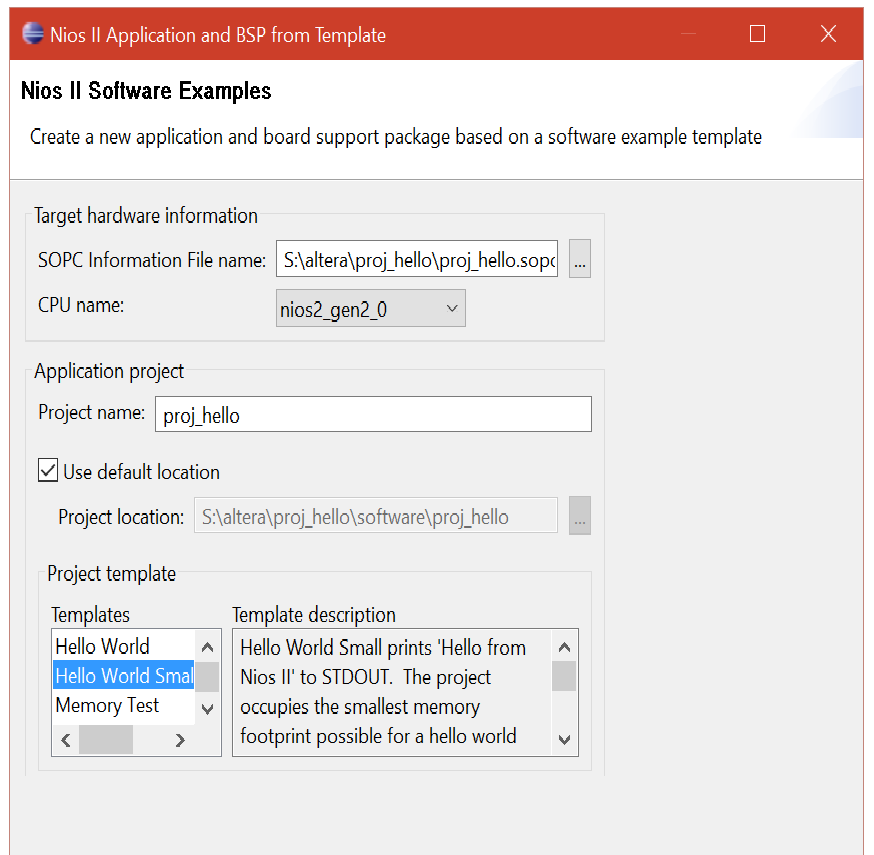 Nios II Application and BSP from Template
Nios II Software Examples
Create a new application and board support package based on a software example template
Target hardware information
SOPC Information File name: S:\altera\proj_hello\proj_hello.sopc ...
CPU name: nios2_gen2_0
Application project
Project name: proj_hello
Use default location
Project location: S:\altera\proj_hello\software\proj_hello ...
Project template
Templates
Hello World
Hello World Smal
Memory Test
Template description
Hello World Small prints 'Hello from
Nios II' to STDOUT. The project
occupies the smallest memory
footprint possible for a hello world